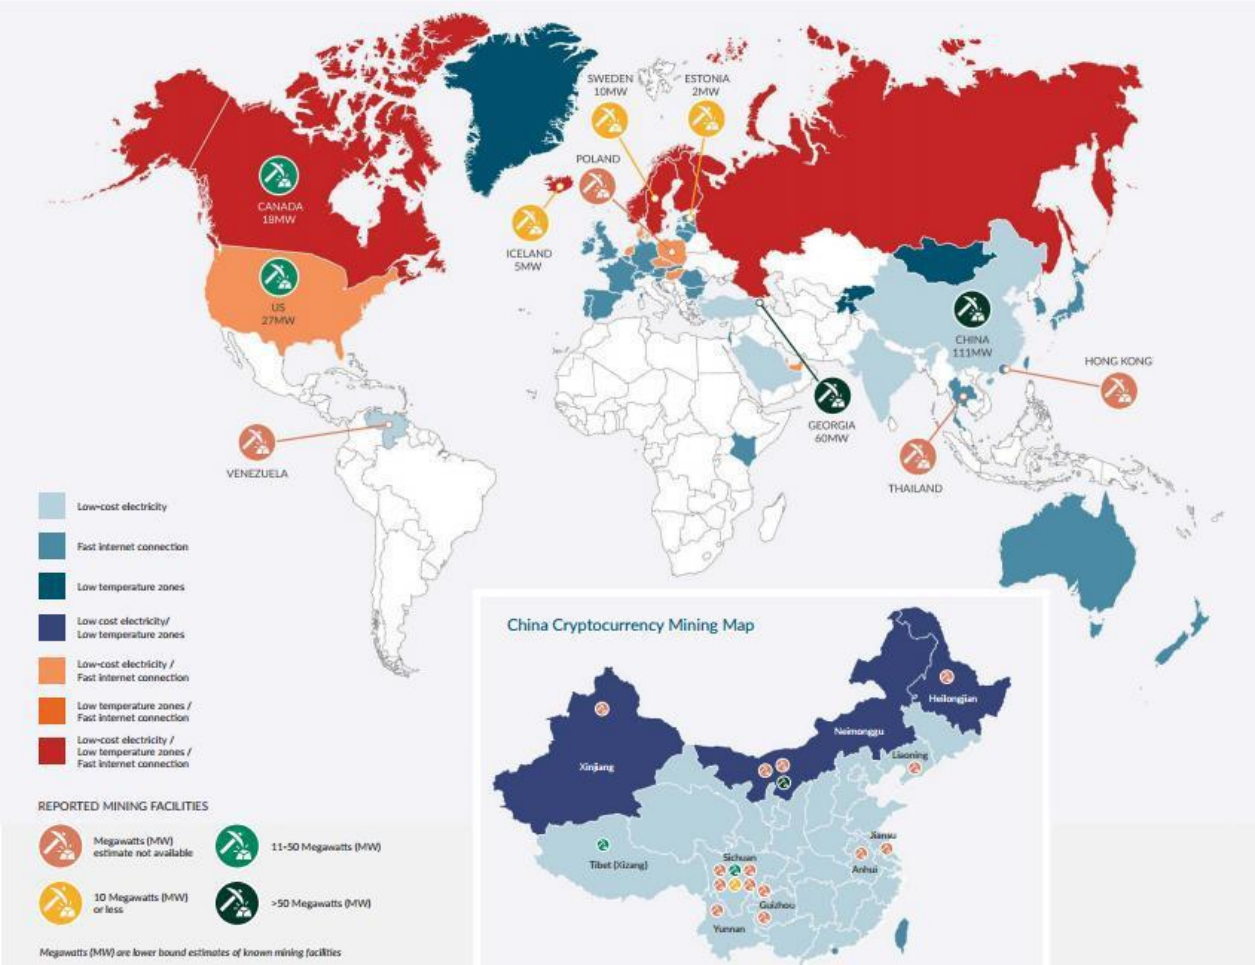 SWEDEN
10MW
ESTONIA
2MW
POLAND
CANADA
18MW
ICELAND
5MW
US
27MW
CHINA
111MW
HONG KONG
GEORGIA
60MW
VENEZUELA
THAILAND
Low-cost electricity
Fast internet connection
Low temperature zones
Low cost electricity/
Low temperature zones
Low-cost electricity /
Fast internet connection
Low temperature zones /
Fast internet connection
Low-cost electricity /
Low temperature zones /
Fast internet connection
REPORTED MINING FACILITIES
Megawatts (MW)
estimate not available
11-50 Megawatts (MW)
10 Megawatts (MW)
or less
>50 Megawatts (MW)
Megawatts (MW) are lower bound estimates of known mining facilities
China Cryptocurrency Mining Map
Heilongjian
Neimonggu
Liaoning
Xinjiang
Jiansu
Tibet (Xizang)
Sichuan
Anhui
Guizhou
Yunnan